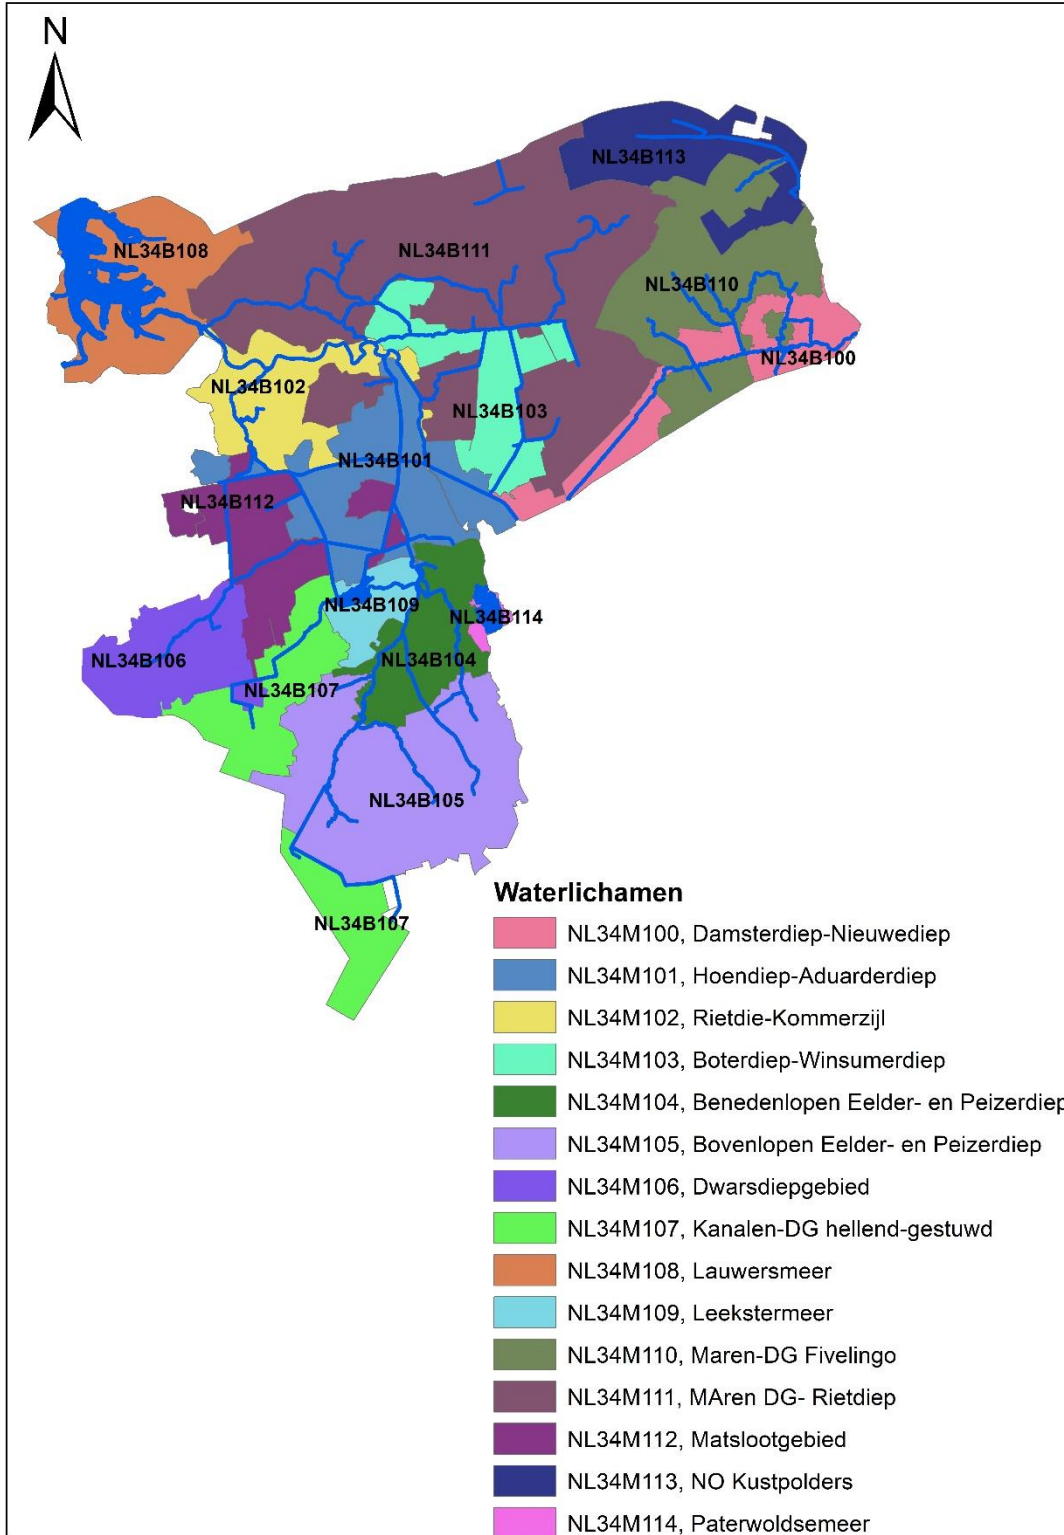 N
NL34B113
NL34B108
NL34B111
NL34B110
NL34B100
NL34B102
NL34B103
NL34B101
NL34B112
NL34B109
NL34B114
NL34B106
NL34B104
NL34B107
NL34B105
NL34B107
Waterlichamen
NL34M100, Damsterdiep-Nieuwediep
NL34M101, Hoendiep-Aduarderdiep
NL34M102, Rietdie-Kommerzijl
NL34M103, Boterdiep-Winsumerdiep
NL34M104, Benedenlopen Eelder- en Peizerdiep
NL34M105, Bovenlopen Eelder- en Peizerdiep
NL34M106, Dwarsdiepgebied
NL34M107, Kanalen-DG hellend-gestuwd
NL34M108, Lauwersmeer
NL34M109, Leekstermeer
NL34M110, Maren-DG Fivelingo
NL34M111, MAren DG- Rietdiep
NL34M112, Matslootgebied
NL34M113, NO Kustpolders
NL34M114, Paterwoldsemeer